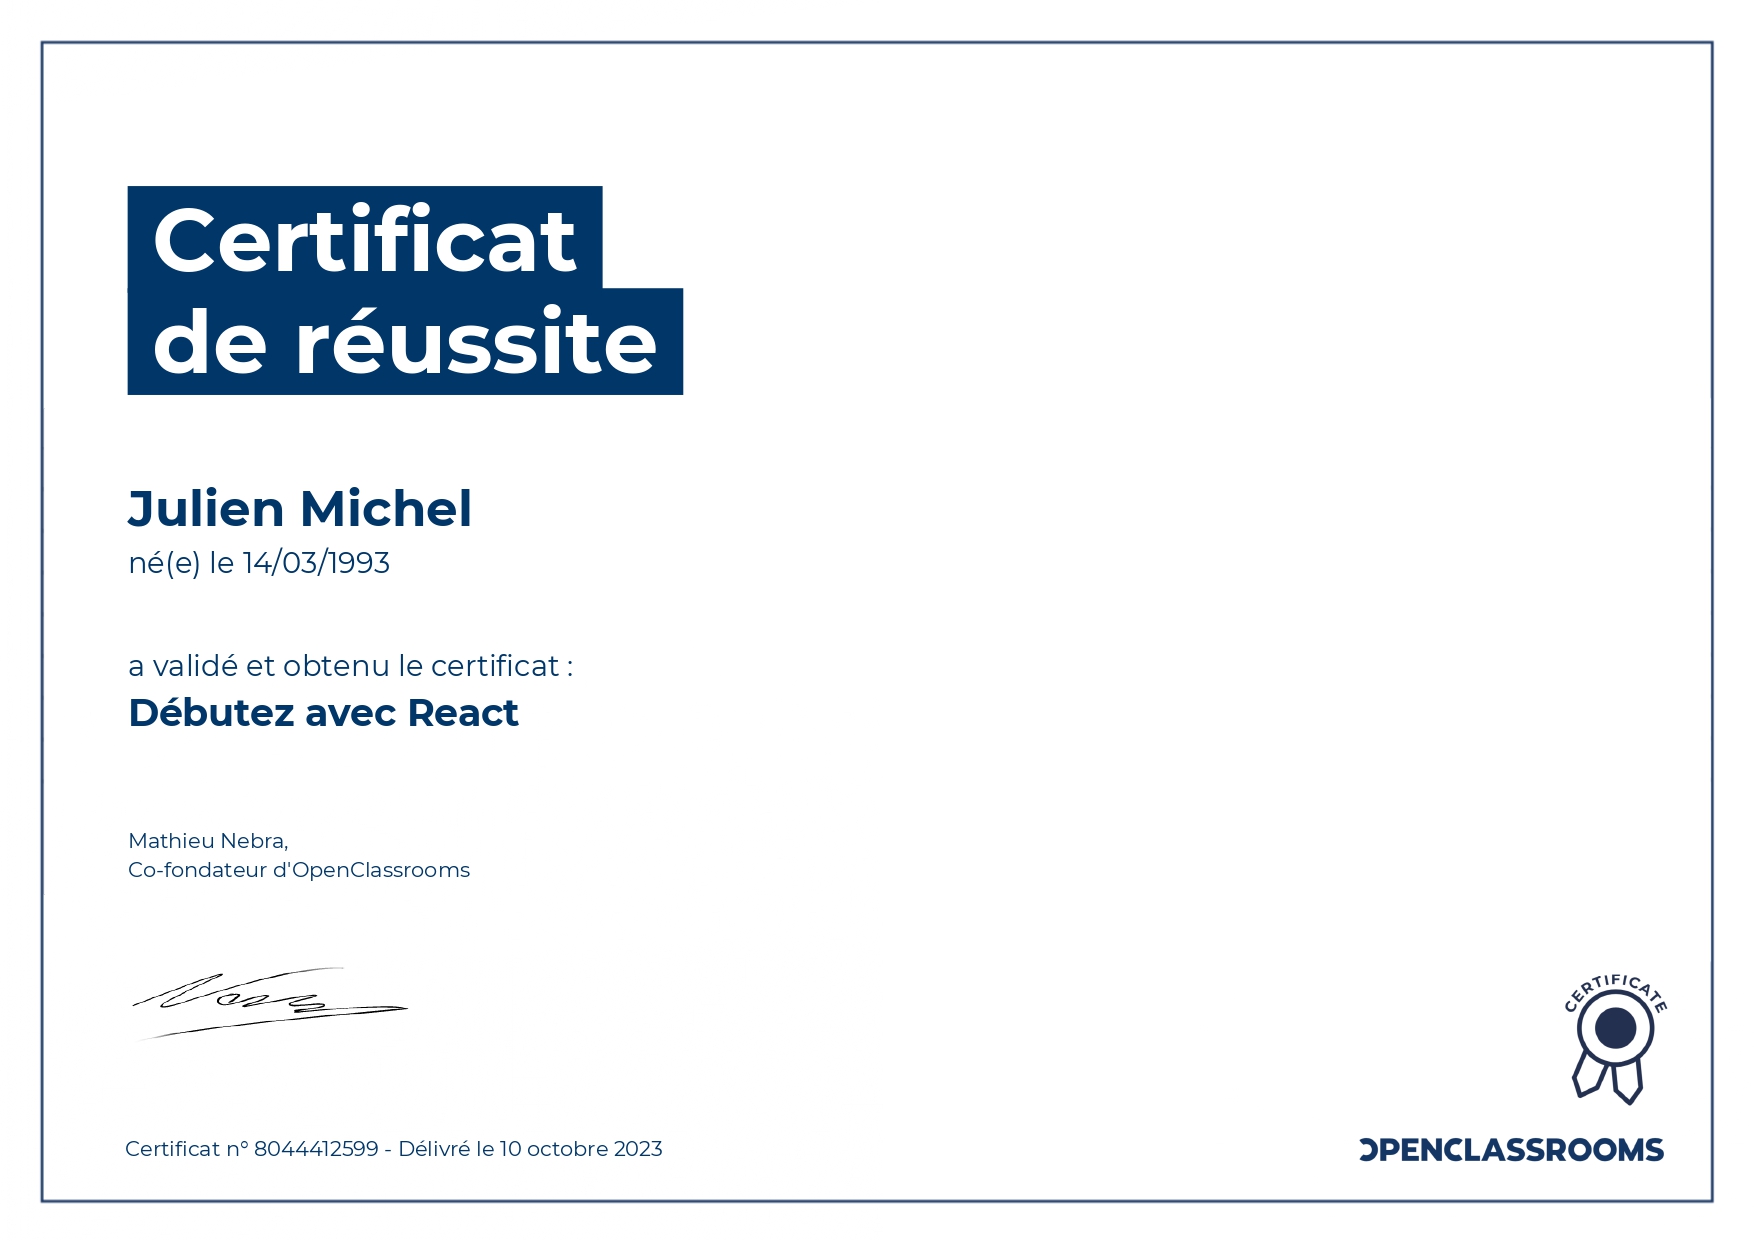 Certificat
de réussite
Julien Michel
né(e) le 14/03/1993
a validé et obtenu le certificat :
Débutez avec React
Mathieu Nebra,
Co-fondateur d'OpenClassrooms
CERTIFICATE
Certificat n° 8044412599 - Délivré le 10 octobre 2023
OPENCLASSROOMS